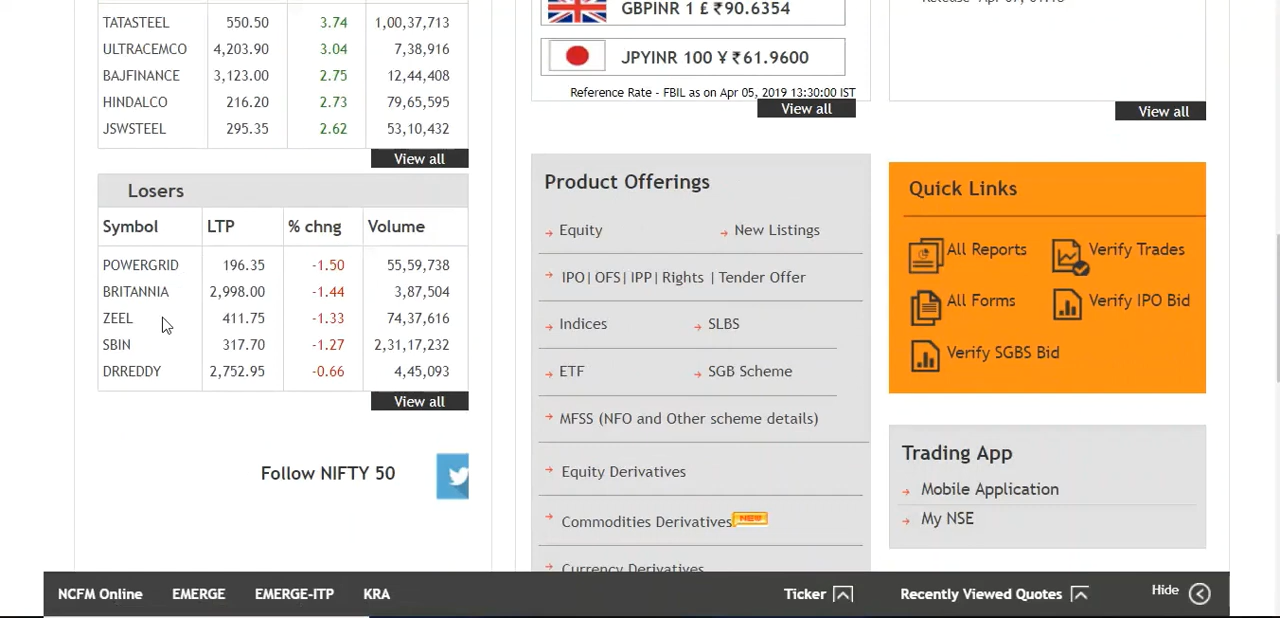 TATASTEEL 550.50 3.74 1,00,37,713
ULTRACEMCO 4,203.90 3.04 7,38,916
BAJFINANCE 3,123.00 2.75 12,44,408
HINDALCO 216.20 2.73 79,65,595
JSWSTEEL 295.35 2.62 53,10,432
View all
Losers
Symbol LTP % chng Volume
POWERGRID 196.35 -1.50 55,59,738
BRITANNIA 2,998.00 -1.44 3,87,504
ZEEL 411.75 -1.33 74,37,616
SBIN 317.70 -1.27 2,31,17,232
DRREDDY 2,752.95 -0.66 4,45,093
View all
Follow NIFTY 50
GBPINR 1 £ ₹90.6354
JPYINR 100 ¥ ₹61.9600
Reference Rate - FBIL as on Apr 05, 2019 13:30:00 IST
View all
Product Offerings
Equity New Listings
IPO| OFS| IPP| Rights | Tender Offer
Indices SLBS
ETF SGB Scheme
MFSS (NFO and Other scheme details)
Equity Derivatives
Commodities Derivatives NEW
Currency Derivatives
View all
Quick Links
All Reports Verify Trades
All Forms Verify IPO Bid
Verify SGBS Bid
Trading App
Mobile Application
My NSE
NCFM Online EMERGE EMERGE-ITP KRA Ticker Recently Viewed Quotes Hide